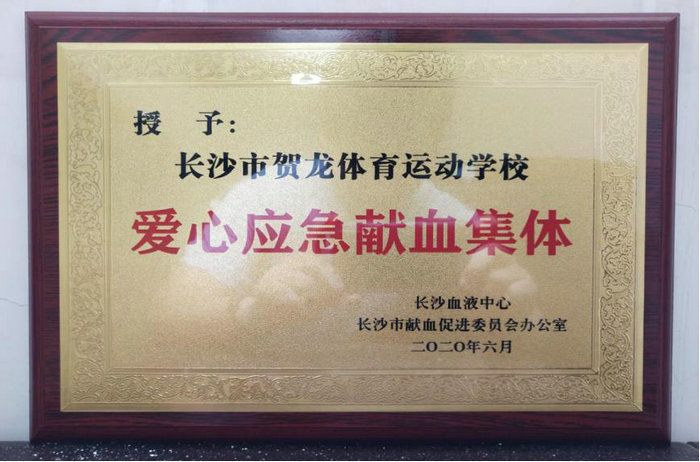 授 予：
长沙市贺龙体育运动学校
爱心应急献血集体
长沙血液中心
长沙市献血促进委员会办公室
二〇二〇年六月